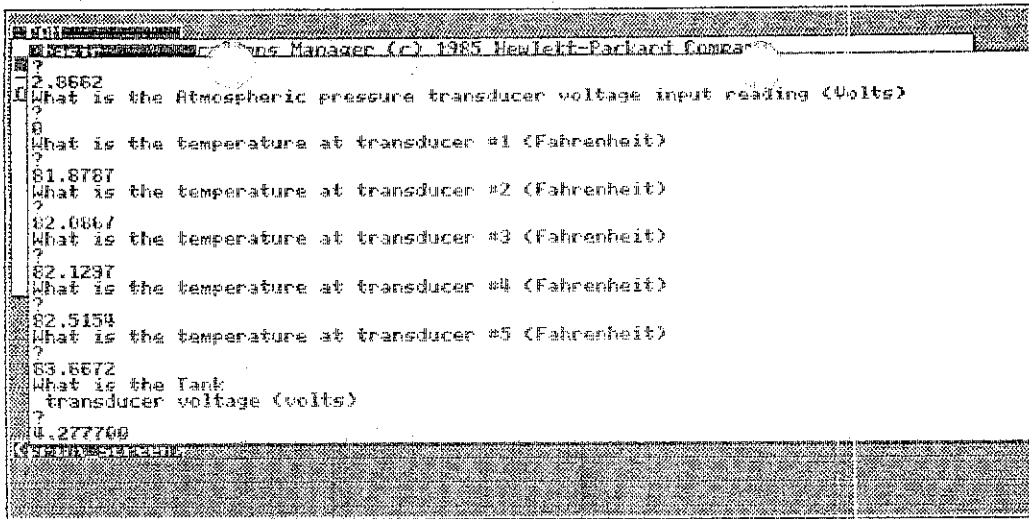 ons Manager (c) 1985 Hewlett-Packard Company
?
2.8662
What is the Atmospheric pressure transducer voltage input reading (Volts)
?
0
What is the temperature at transducer #1 (Fahrenheit)
?
81.8787
What is the temperature at transducer #2 (Fahrenheit)
?
82.0867
What is the temperature at transducer #3 (Fahrenheit)
?
82.1297
What is the temperature at transducer #4 (Fahrenheit)
?
82.5154
What is the temperature at transducer #5 (Fahrenheit)
?
83.6672
What is the Tank
transducer voltage (volts)
?
4.277700